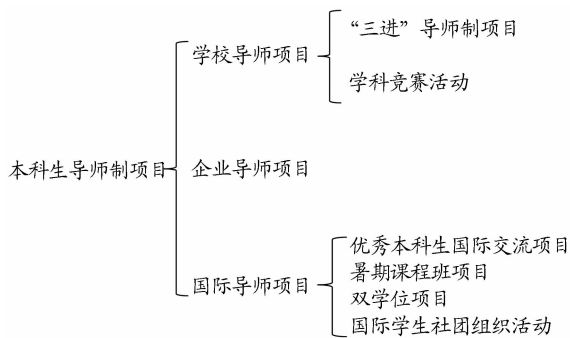 “三进”导师制项目
学校导师项目
学科竞赛活动
本科生导师制项目
企业导师项目
优秀本科生国际交流项目
暑期课程班项目
国际导师项目
双学位项目
国际学生社团组织活动